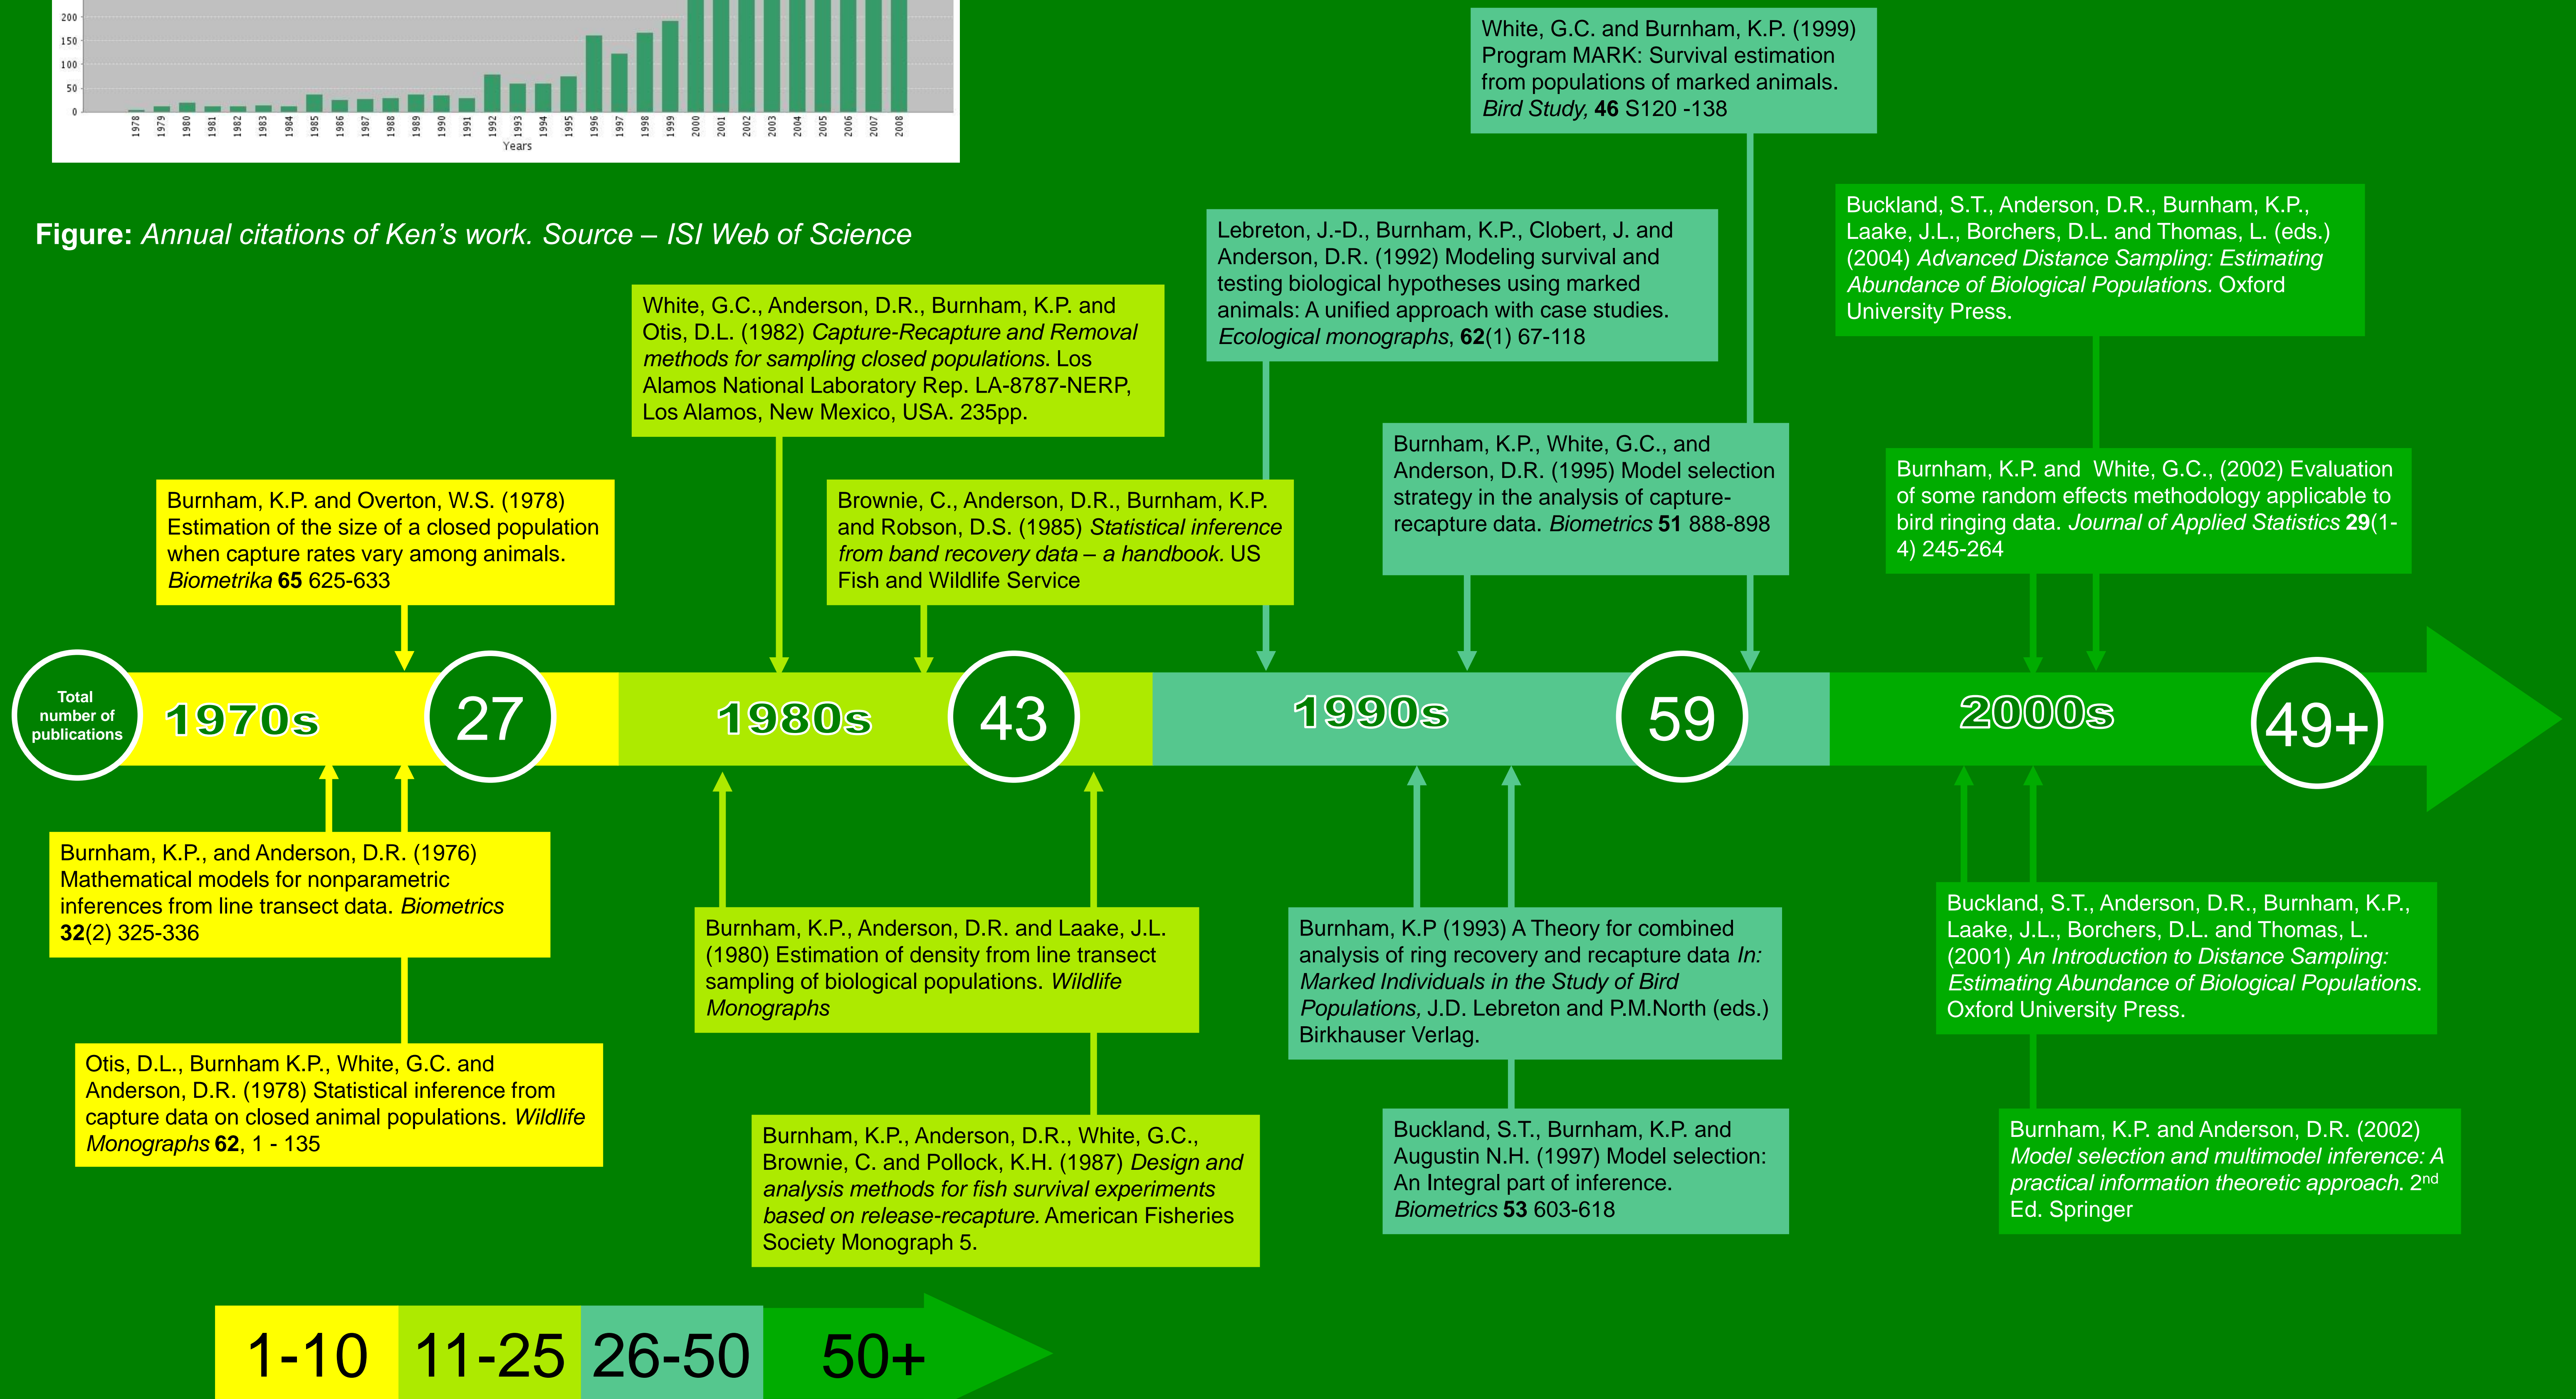 200
150
100
50
0
1978 1979 1980 1981 1982 1983 1984 1985 1986 1987 1988 1989 1990 1991 1992 1993 1994 1995 1996 1997 1998 1999 2000 2001 2002 2003 2004 2005 2006 2007 2008
Years
Figure: Annual citations of Ken's work. Source – ISI Web of Science
White, G.C. and Burnham, K.P. (1999)
Program MARK: Survival estimation
from populations of marked animals.
Bird Study, 46 S120 -138
Buckland, S.T., Anderson, D.R., Burnham, K.P.,
Laake, J.L., Borchers, D.L. and Thomas, L. (eds.)
(2004) Advanced Distance Sampling: Estimating
Abundance of Biological Populations. Oxford
University Press.
Lebreton, J.-D., Burnham, K.P., Clobert, J. and
Anderson, D.R. (1992) Modeling survival and
testing biological hypotheses using marked
animals: A unified approach with case studies.
Ecological monographs, 62(1) 67-118
White, G.C., Anderson, D.R., Burnham, K.P. and
Otis, D.L. (1982) Capture-Recapture and Removal
methods for sampling closed populations. Los
Alamos National Laboratory Rep. LA-8787-NERP,
Los Alamos, New Mexico, USA. 235pp.
Burnham, K.P. and Overton, W.S. (1978)
Estimation of the size of a closed population
when capture rates vary among animals.
Biometrika 65 625-633
Brownie, C., Anderson, D.R., Burnham, K.P.
and Robson, D.S. (1985) Statistical inference
from band recovery data – a handbook. US
Fish and Wildlife Service
Burnham, K.P., White, G.C., and
Anderson, D.R. (1995) Model selection
strategy in the analysis of capture-
recapture data. Biometrics 51 888-898
Burnham, K.P. and White, G.C., (2002) Evaluation
of some random effects methodology applicable to
bird ringing data. Journal of Applied Statistics 29(1-
4) 245-264
Total
number of
publications
1970s
27
1980s
43
1990s
59
2000s
49+
Burnham, K.P., and Anderson, D.R. (1976)
Mathematical models for nonparametric
inferences from line transect data. Biometrics
32(2) 325-336
Otis, D.L., Burnham K.P., White, G.C. and
Anderson, D.R. (1978) Statistical inference from
capture data on closed animal populations. Wildlife
Monographs 62, 1 - 135
Burnham, K.P., Anderson, D.R. and Laake, J.L.
(1980) Estimation of density from line transect
sampling of biological populations. Wildlife
Monographs
Burnham, K.P., Anderson, D.R., White, G.C.,
Brownie, C. and Pollock, K.H. (1987) Design and
analysis methods for fish survival experiments
based on release-recapture. American Fisheries
Society Monograph 5.
Burnham, K.P (1993) A Theory for combined
analysis of ring recovery and recapture data In:
Marked Individuals in the Study of Bird
Populations, J.D. Lebreton and P.M.North (eds.)
Birkhauser Verlag.
Buckland, S.T., Burnham, K.P. and
Augustin N.H. (1997) Model selection:
An Integral part of inference.
Biometrics 53 603-618
Buckland, S.T., Anderson, D.R., Burnham, K.P.,
Laake, J.L., Borchers, D.L. and Thomas, L.
(2001) An Introduction to Distance Sampling:
Estimating Abundance of Biological Populations.
Oxford University Press.
Burnham, K.P. and Anderson, D.R. (2002)
Model selection and multimodel inference: A
practical information theoretic approach. 2nd
Ed. Springer
1-10
11-25
26-50
50+